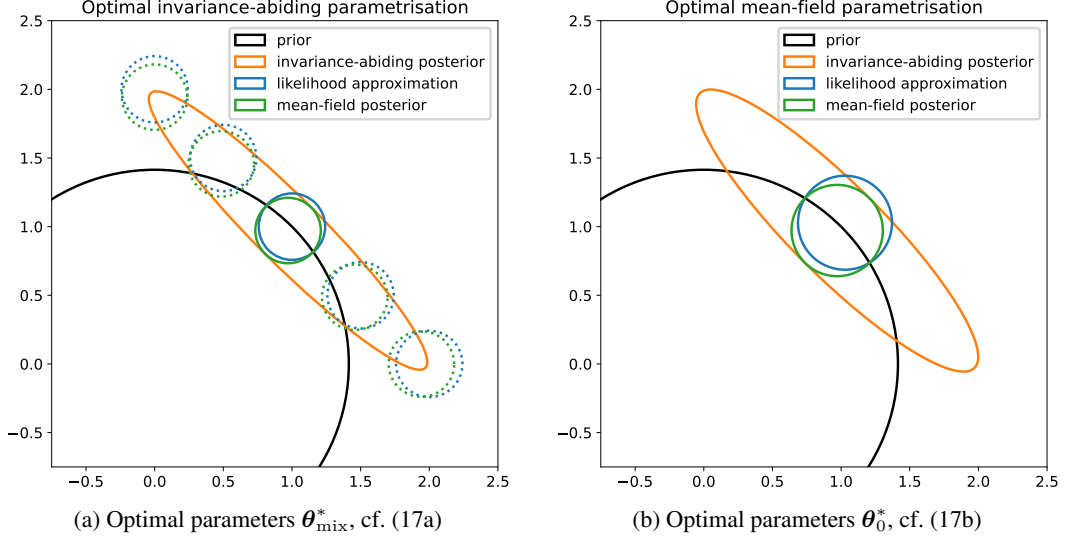 Optimal invariance-abiding parametrisation
2.5
2.0
1.5
1.0
0.5
0.0
−0.5
−0.5 0.0 0.5 1.0 1.5 2.0 2.5
prior
invariance-abiding posterior
likelihood approximation
mean-field posterior
(a) Optimal parameters θ*mix, cf. (17a)
Optimal mean-field parametrisation
2.5
2.0
1.5
1.0
0.5
0.0
−0.5
−0.5 0.0 0.5 1.0 1.5 2.0 2.5
prior
invariance-abiding posterior
likelihood approximation
mean-field posterior
(b) Optimal parameters θ*0, cf. (17b)